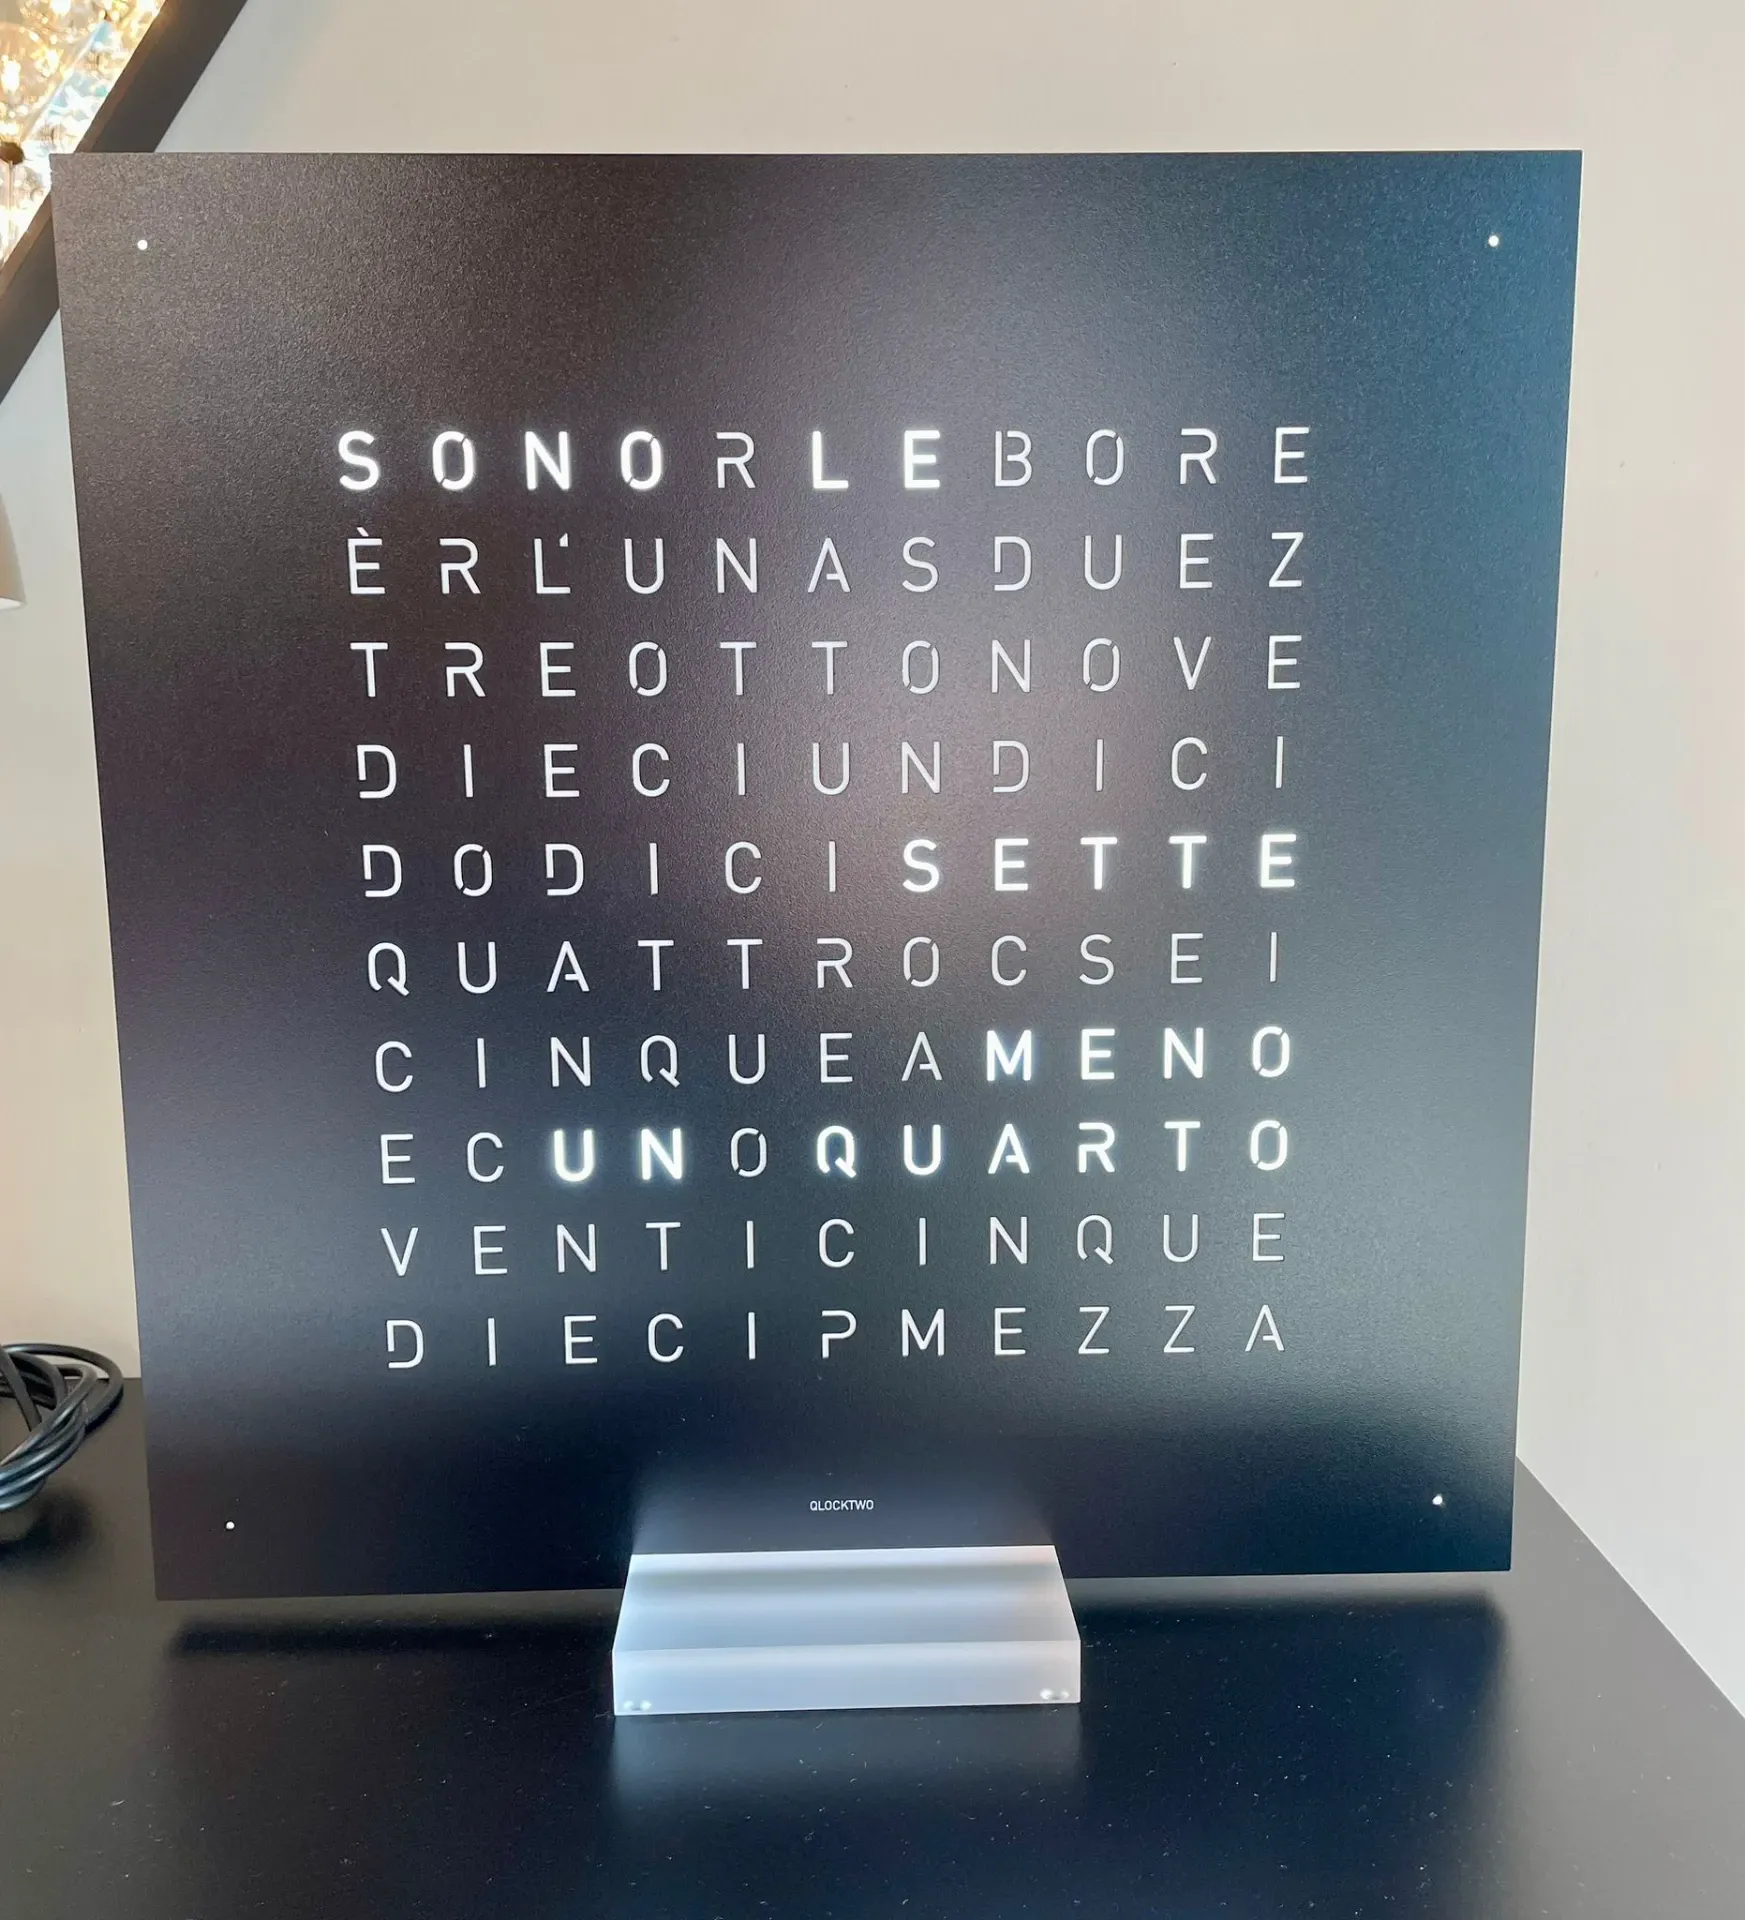 SONORLEBORE
ÈRL'UNASDUEZ
TREOTTONOVE
DIECIUNDICI
DODICISETTE
QUATTROCSEI
CINQUEAMENO
ECUNOQUARTO
VENTICINQUE
DIECIPMEZZA
QLOCKTWO